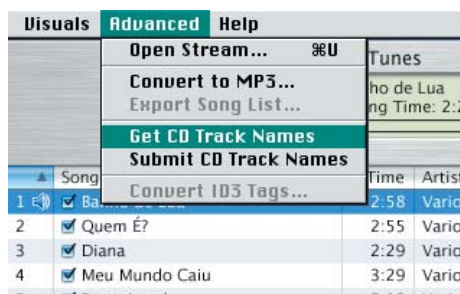 Visuals Advanced Help
Open Stream... ⌘U
Tunes
Convert to MP3...
ho de Lua
Export Song List...
ng Time: 2:2
Get CD Track Names
Submit CD Track Names
Song Time Artis
Convert ID3 Tags...
1 2:58 Vario
2 Quem É? 2:55 Vario
3 Diana 2:29 Vario
4 Meu Mundo Caiu 3:29 Vario